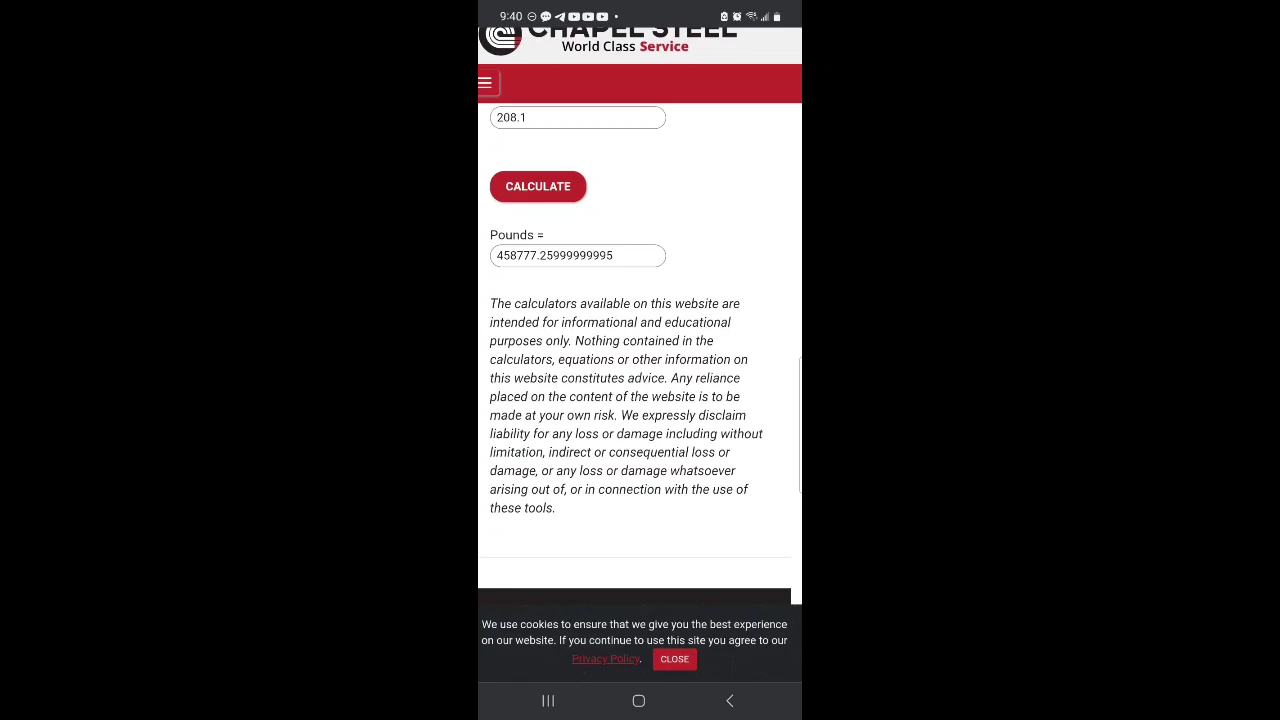 9:40
CHAPEL STEEL
World Class Service
208.1
CALCULATE
Pounds =
458777.25999999995
The calculators available on this website are
intended for informational and educational
purposes only. Nothing contained in the
calculators, equations or other information on
this website constitutes advice. Any reliance
placed on the content of the website is to be
made at your own risk. We expressly disclaim
liability for any loss or damage including without
limitation, indirect or consequential loss or
damage, or any loss or damage whatsoever
arising out of, or in connection with the use of
these tools.
We use cookies to ensure that we give you the best experience
on our website. If you continue to use this site you agree to our
Privacy Policy. CLOSE